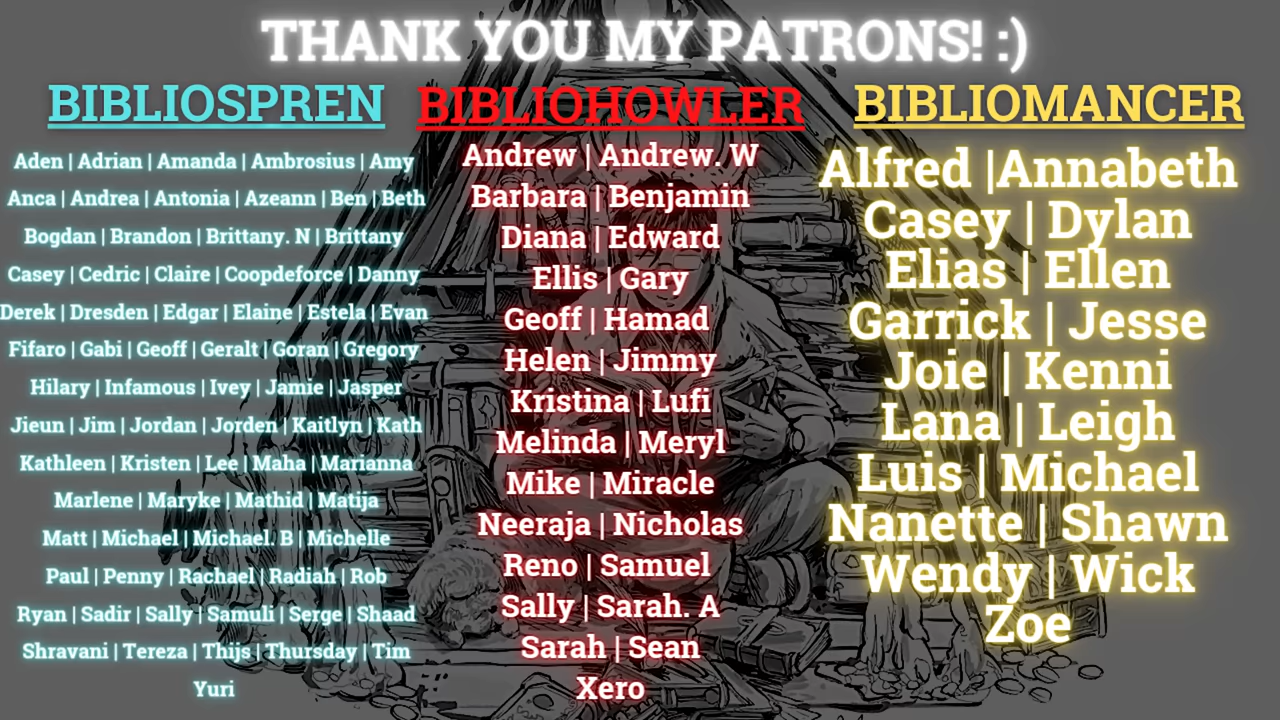 THANK YOU MY PATRONS! :)
BIBLIOSPREN
Aden | Adrian | Amanda | Ambrosius | Amy
Anca | Andrea | Antonia | Azeann | Ben | Beth
Bogdan | Brandon | Brittany. N | Brittany
Casey | Cedric | Claire | Coopdeforce | Danny
Derek | Dresden | Edgar | Elaine | Estela | Evan
Fifaro | Gabi | Geoff | Geralt | Goran | Gregory
Hilary | Infamous | Ivey | Jamie | Jasper
Jieun | Jim | Jordan | Jorden | Kaitlyn | Kath
Kathleen | Kristen | Lee | Maha | Marianna
Marlene | Maryke | Mathid | Matija
Matt | Michael | Michael. B | Michelle
Paul | Penny | Rachael | Radiah | Rob
Ryan | Sadir | Sally | Samuli | Serge | Shaad
Shravani | Tereza | Thijs | Thursday | Tim
Yuri
BIBLIOHOWLER
Andrew | Andrew. W
Barbara | Benjamin
Diana | Edward
Ellis | Gary
Geoff | Hamad
Helen | Jimmy
Kristina | Lufi
Melinda | Meryl
Mike | Miracle
Neeraja | Nicholas
Reno | Samuel
Sally | Sarah. A
Sarah | Sean
Xero
BIBLIOMANCER
Alfred |Annabeth
Casey | Dylan
Elias | Ellen
Garrick | Jesse
Joie | Kenni
Lana | Leigh
Luis | Michael
Nanette | Shawn
Wendy | Wick
Zoe